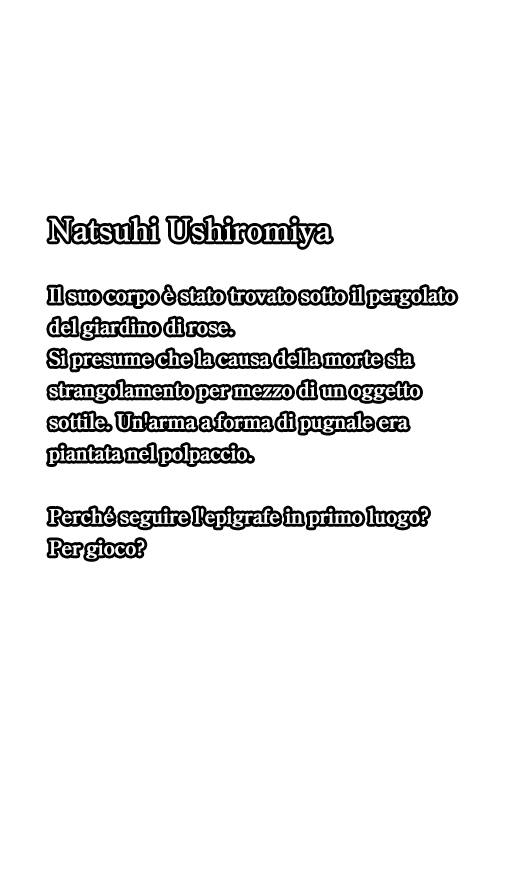 Natsuhi Ushiromiya
Il suo corpo è stato trovato sotto il pergolato
del giardino di rose.
Si presume che la causa della morte sia
strangolamento per mezzo di un oggetto
sottile. Un'arma a forma di pugnale era
piantata nel polpaccio.
Perché seguire l'epigrafe in primo luogo?
Per gioco?